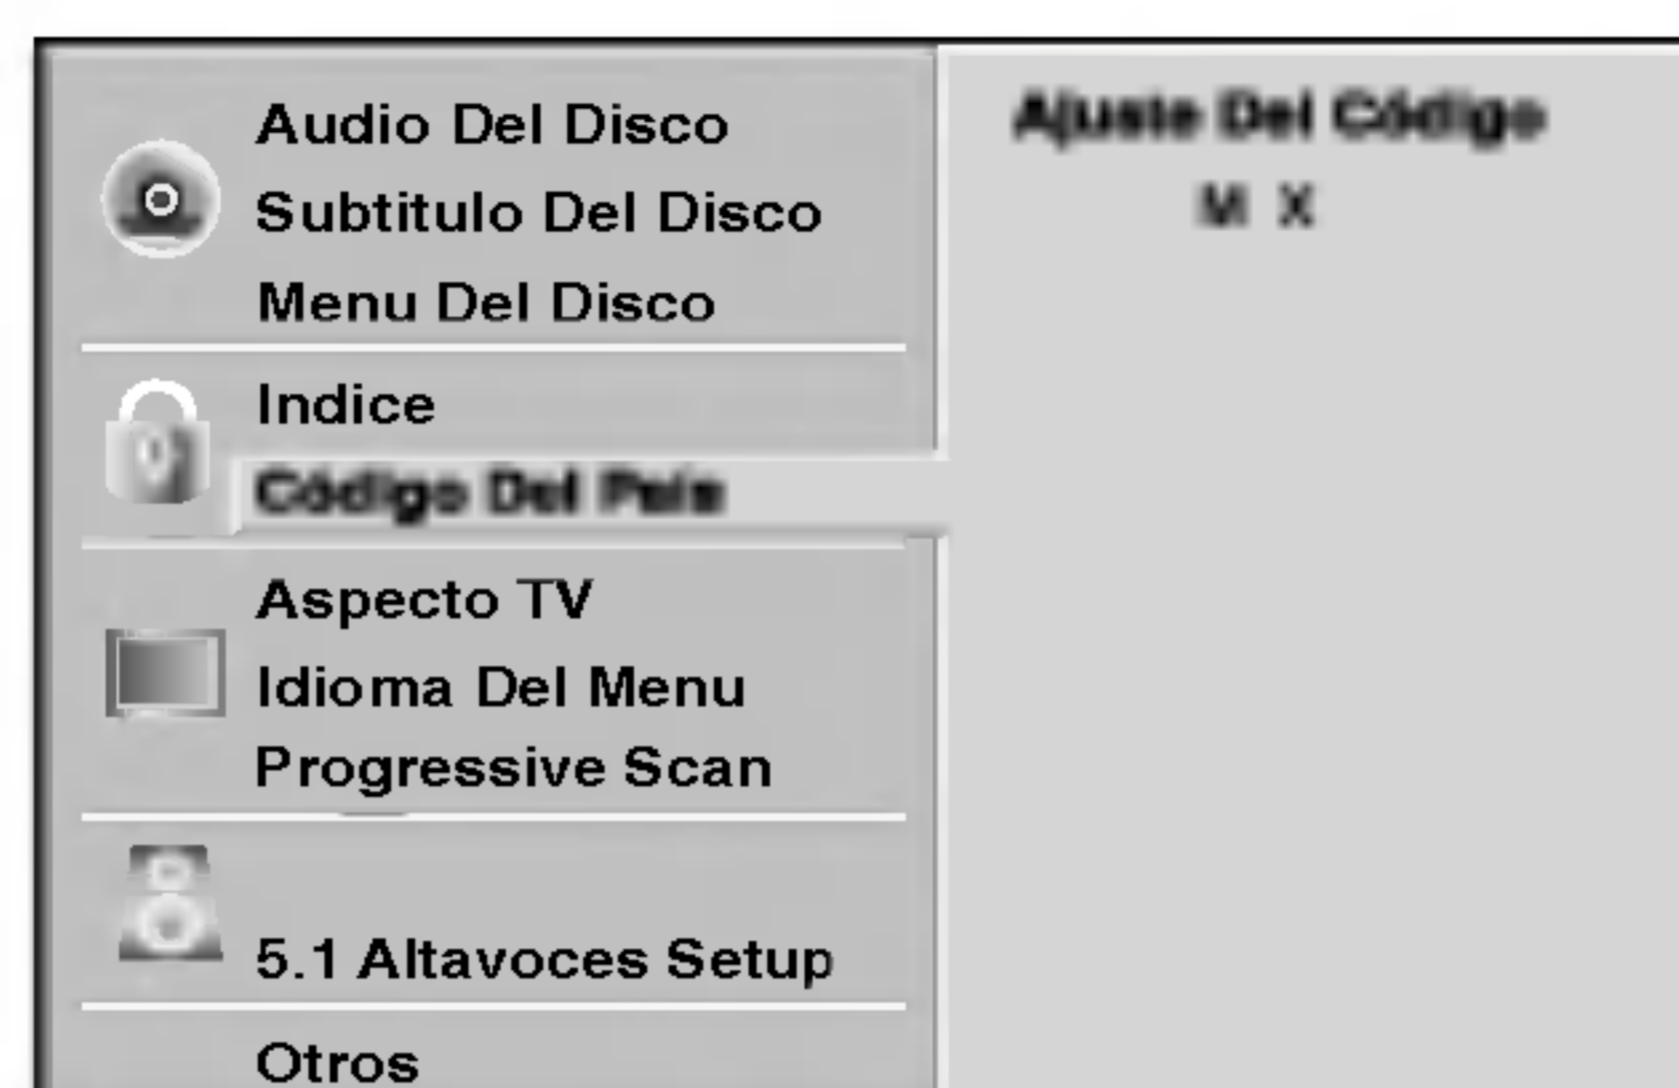 Audio Del Disco
Subtitulo Del Disco
Menu Del Disco
Indice
Código Del País
Aspecto TV
Idioma Del Menu
Progressive Scan
5.1 Altavoces Setup
Otros
Ajuste Del Código
M X